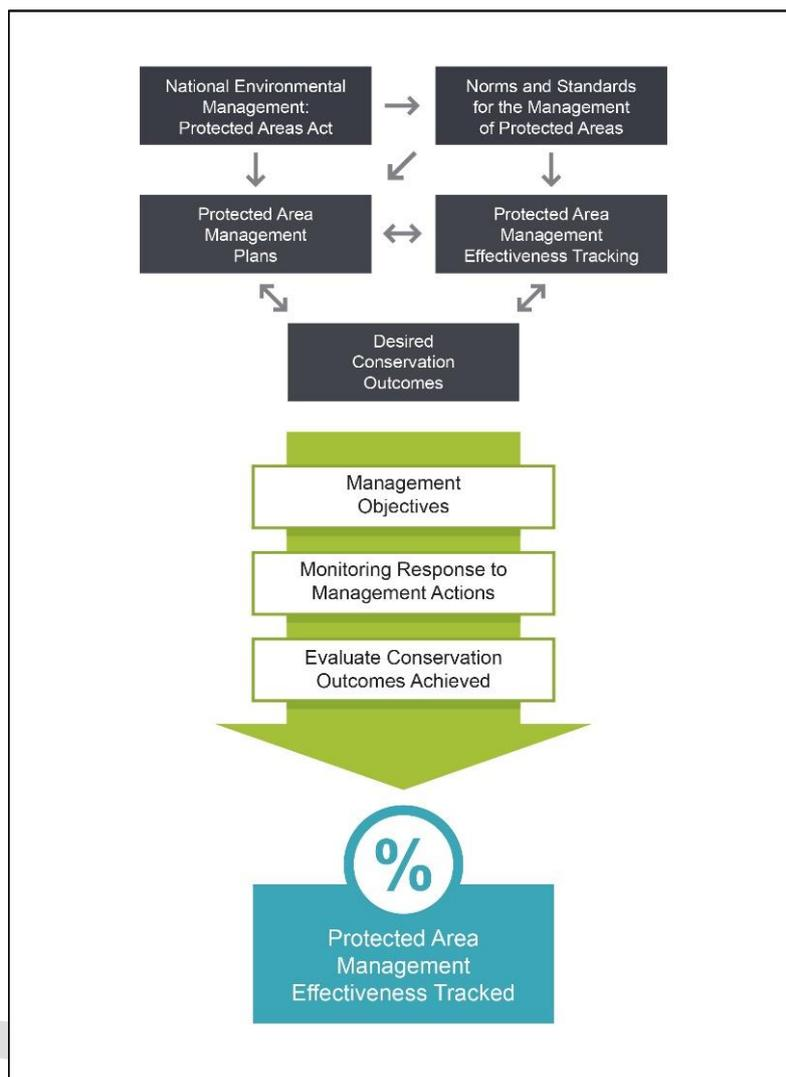 National Environmental
Management:
Protected Areas Act
Norms and Standards
for the Management
of Protected Areas
Protected Area
Management
Plans
Protected Area
Management
Effectiveness Tracking
Desired
Conservation
Outcomes
Management
Objectives
Monitoring Response to
Management Actions
Evaluate Conservation
Outcomes Achieved
%
Protected Area
Management
Effectiveness Tracked